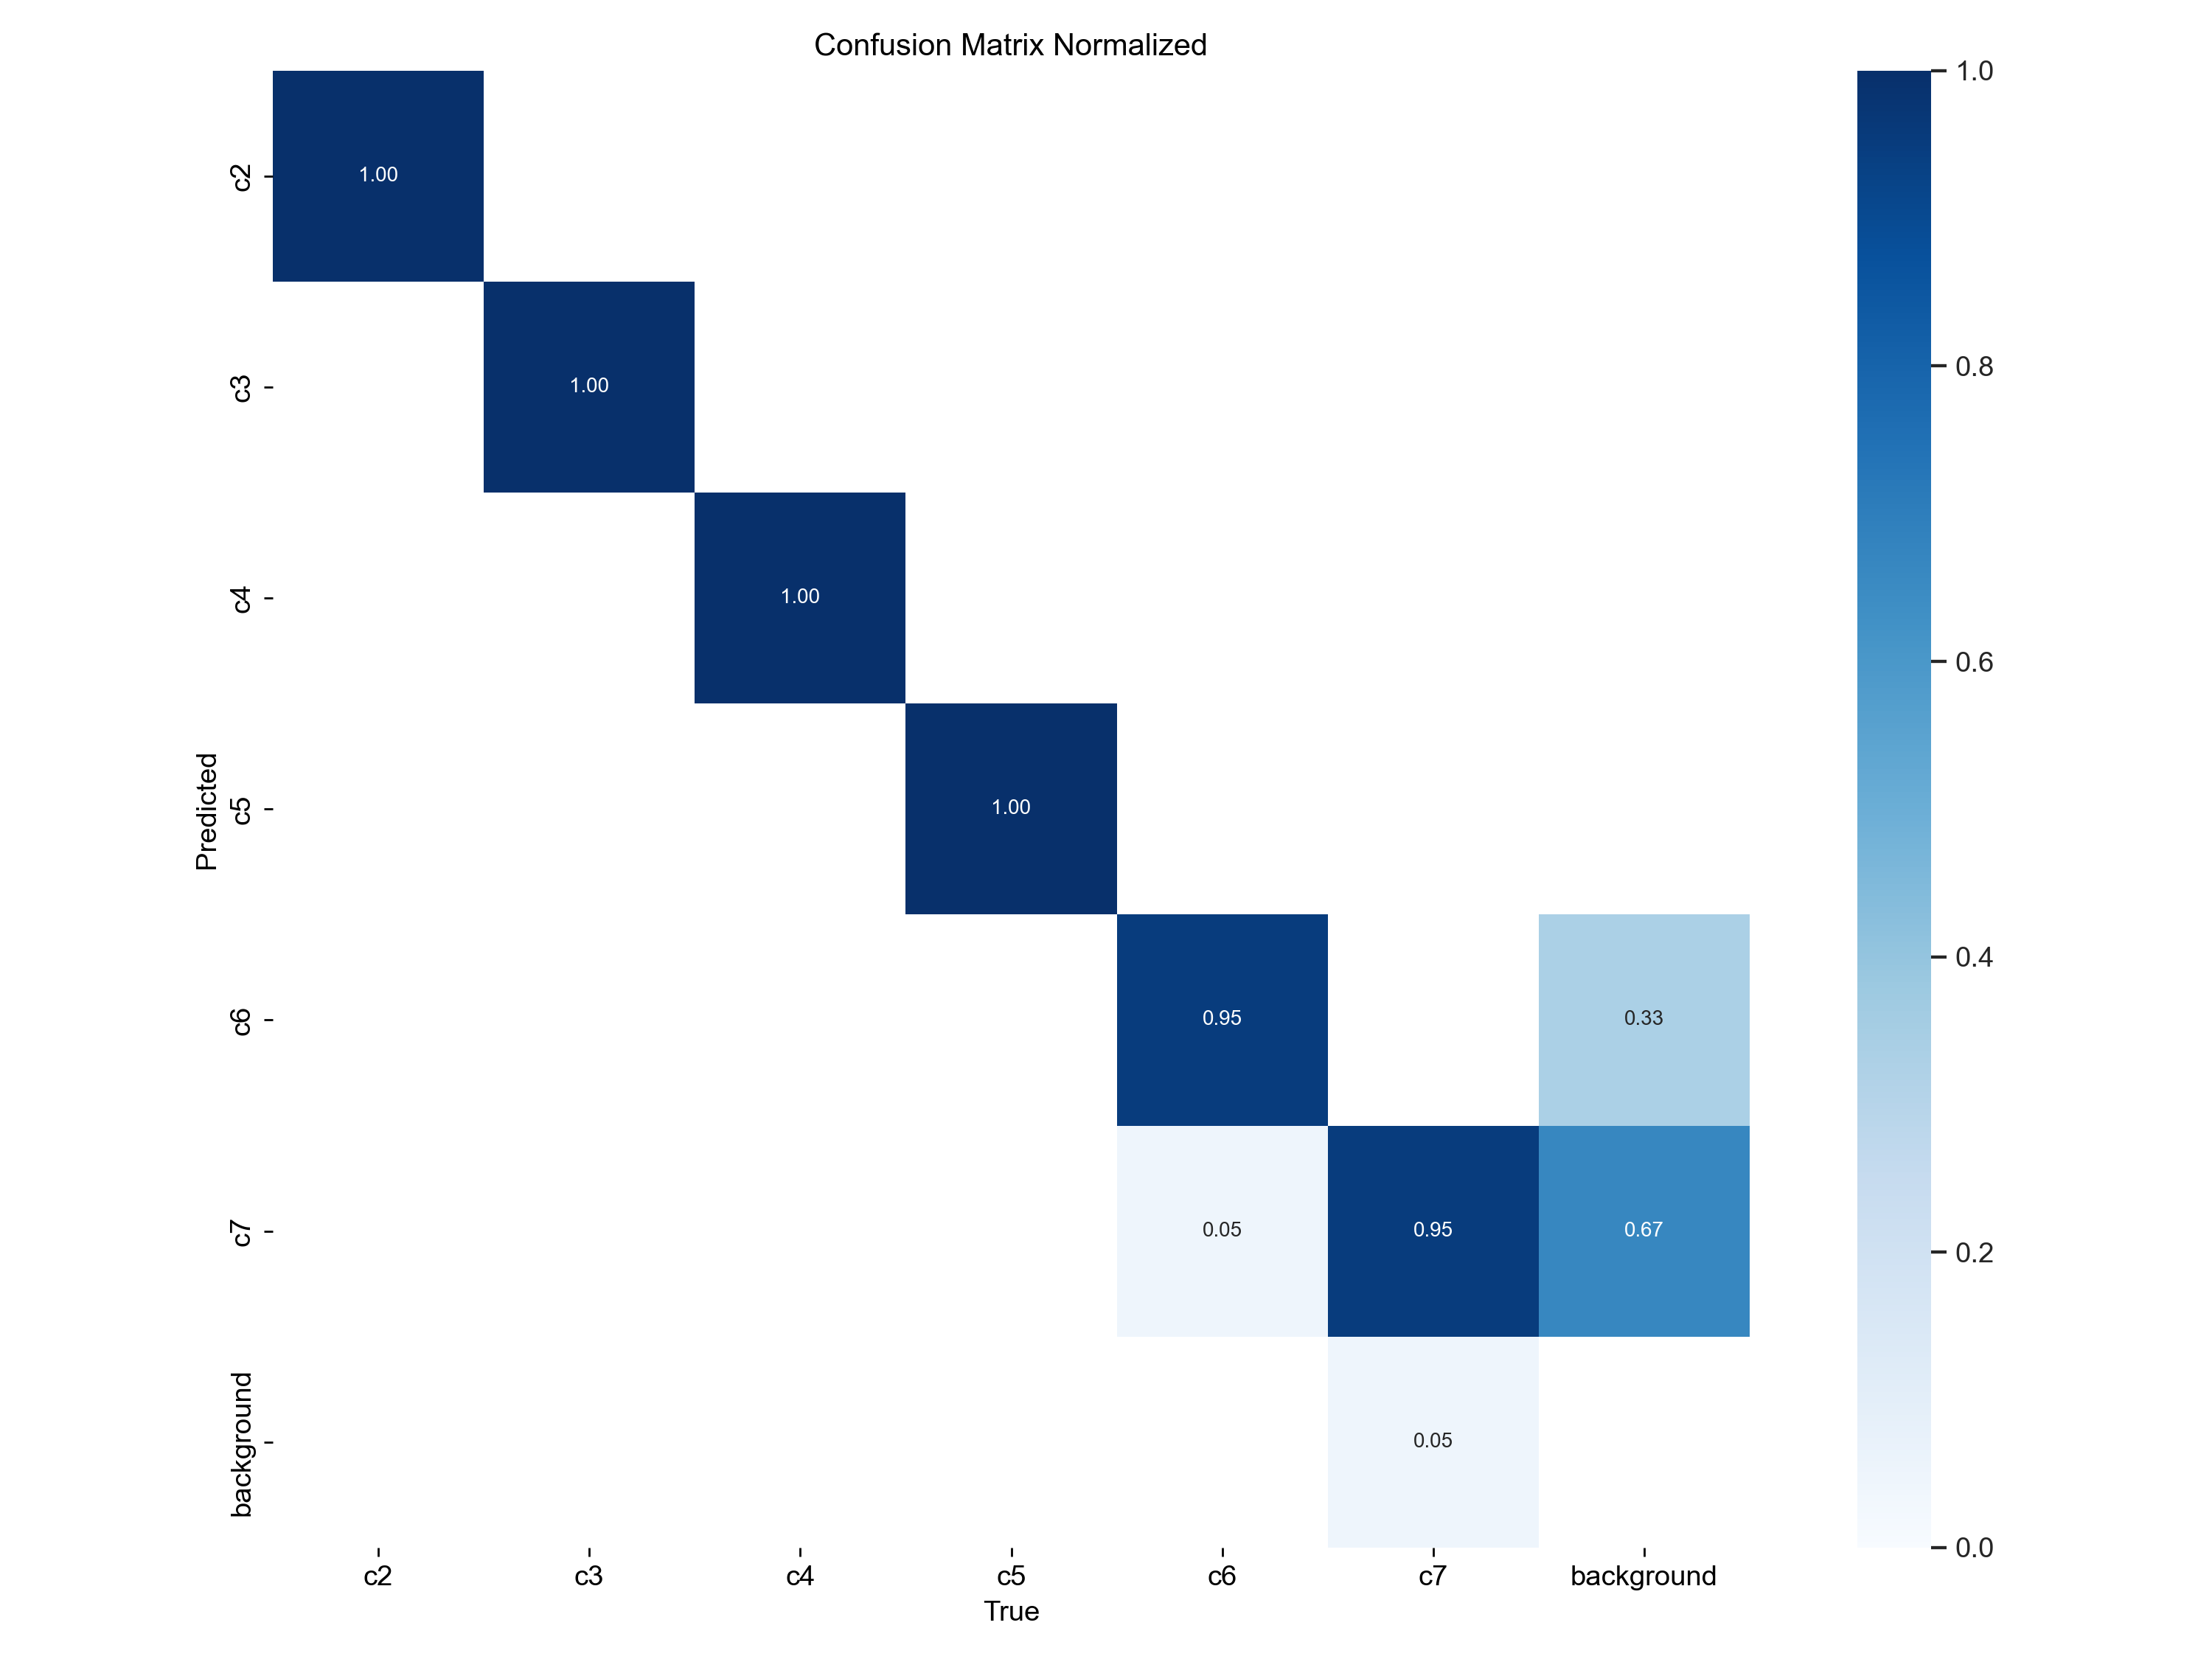 Confusion Matrix Normalized
1.0
c2
1.00
0.8
c3
1.00
0.6
c4
1.00
Predicted
c5
1.00
0.4
c6
0.95
0.33
c7
0.05
0.95
0.67
0.2
background
0.05
0.0
c2 c3 c4 c5 c6 c7 background
True